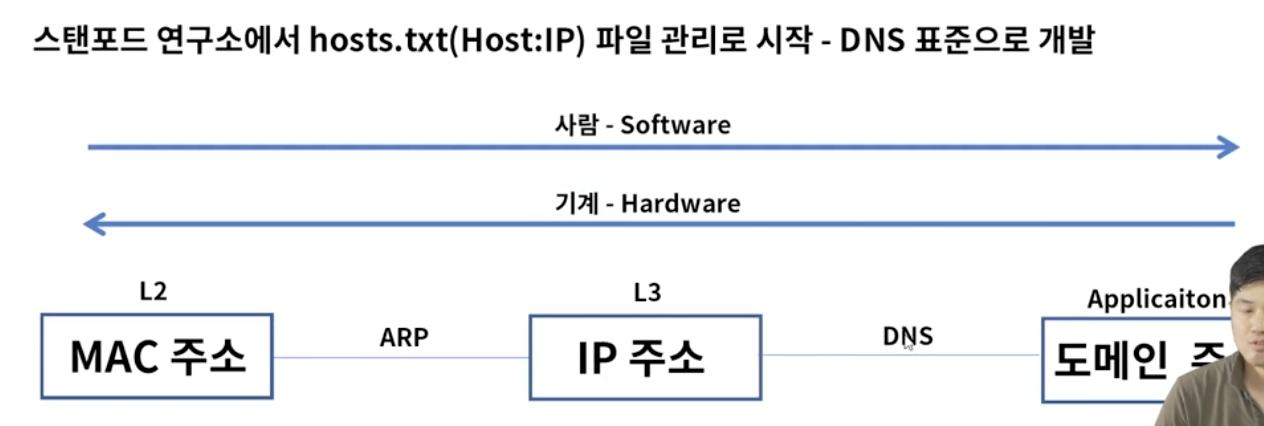 스탠포드 연구소에서 hosts.txt(Host:IP) 파일 관리로 시작 - DNS 표준으로 개발
사람 - Software
기계 - Hardware
L2
L3
Applicaiton
MAC 주소
ARP
IP 주소
DNS
도메인